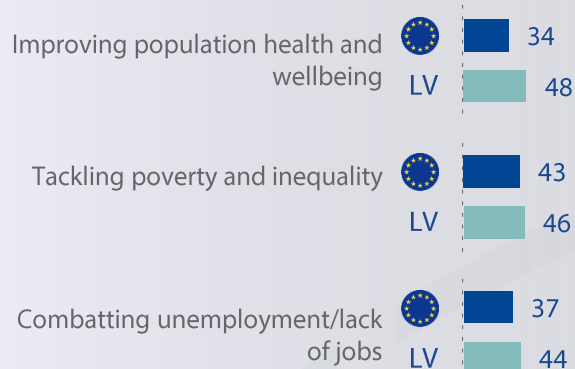 Improving population health and
wellbeing
34
LV 48
Tackling poverty and inequality
43
LV 46
Combatting unemployment/lack
of jobs
37
LV 44